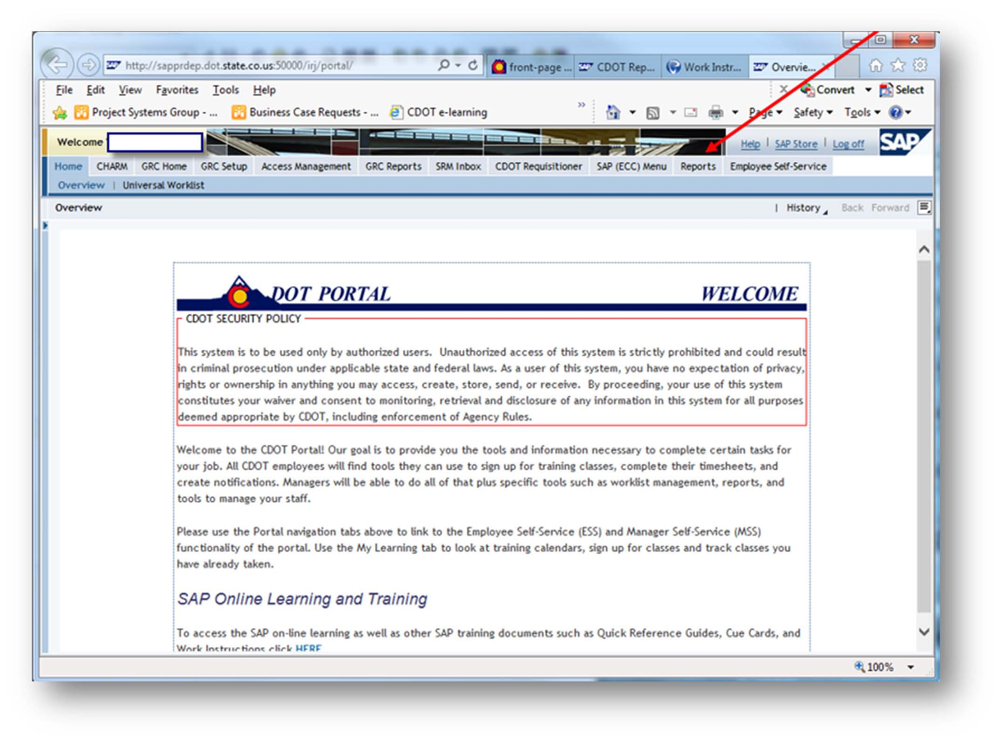 http://sapprdep.dot.state.co.us:50000/irj/portal/
front-page ... CDOT Rep... Work Instr... Overvie...
File Edit View Favorites Tools Help
Convert Select
Project Systems Group - ... Business Case Requests - ... CDOT e-learning
Page Safety Tools
Welcome
Help | SAP Store | Log off
SAP
Home CHARM GRC Home GRC Setup Access Management GRC Reports SRM Inbox CDOT Requisitioner SAP (ECC) Menu Reports Employee Self-Service
Overview | Universal Worklist
Overview
| History Back Forward
DOT PORTAL WELCOME
CDOT SECURITY POLICY
This system is to be used only by authorized users. Unauthorized access of this system is strictly prohibited and could result
in criminal prosecution under applicable state and federal laws. As a user of this system, you have no expectation of privacy,
rights or ownership in anything you may access, create, store, send, or receive. By proceeding, your use of this system
constitutes your waiver and consent to monitoring, retrieval and disclosure of any information in this system for all purposes
deemed appropriate by CDOT, including enforcement of Agency Rules.
Welcome to the CDOT Portal! Our goal is to provide you the tools and information necessary to complete certain tasks for
your job. All CDOT employees will find tools they can use to sign up for training classes, complete their timesheets, and
create notifications. Managers will be able to do all of that plus specific tools such as worklist management, reports, and
tools to manage your staff.
Please use the Portal navigation tabs above to link to the Employee Self-Service (ESS) and Manager Self-Service (MSS)
functionality of the portal. Use the My Learning tab to look at training calendars, sign up for classes and track classes you
have already taken.
SAP Online Learning and Training
To access the SAP on-line learning as well as other SAP training documents such as Quick Reference Guides, Cue Cards, and
Work Instructions click HERE
100%